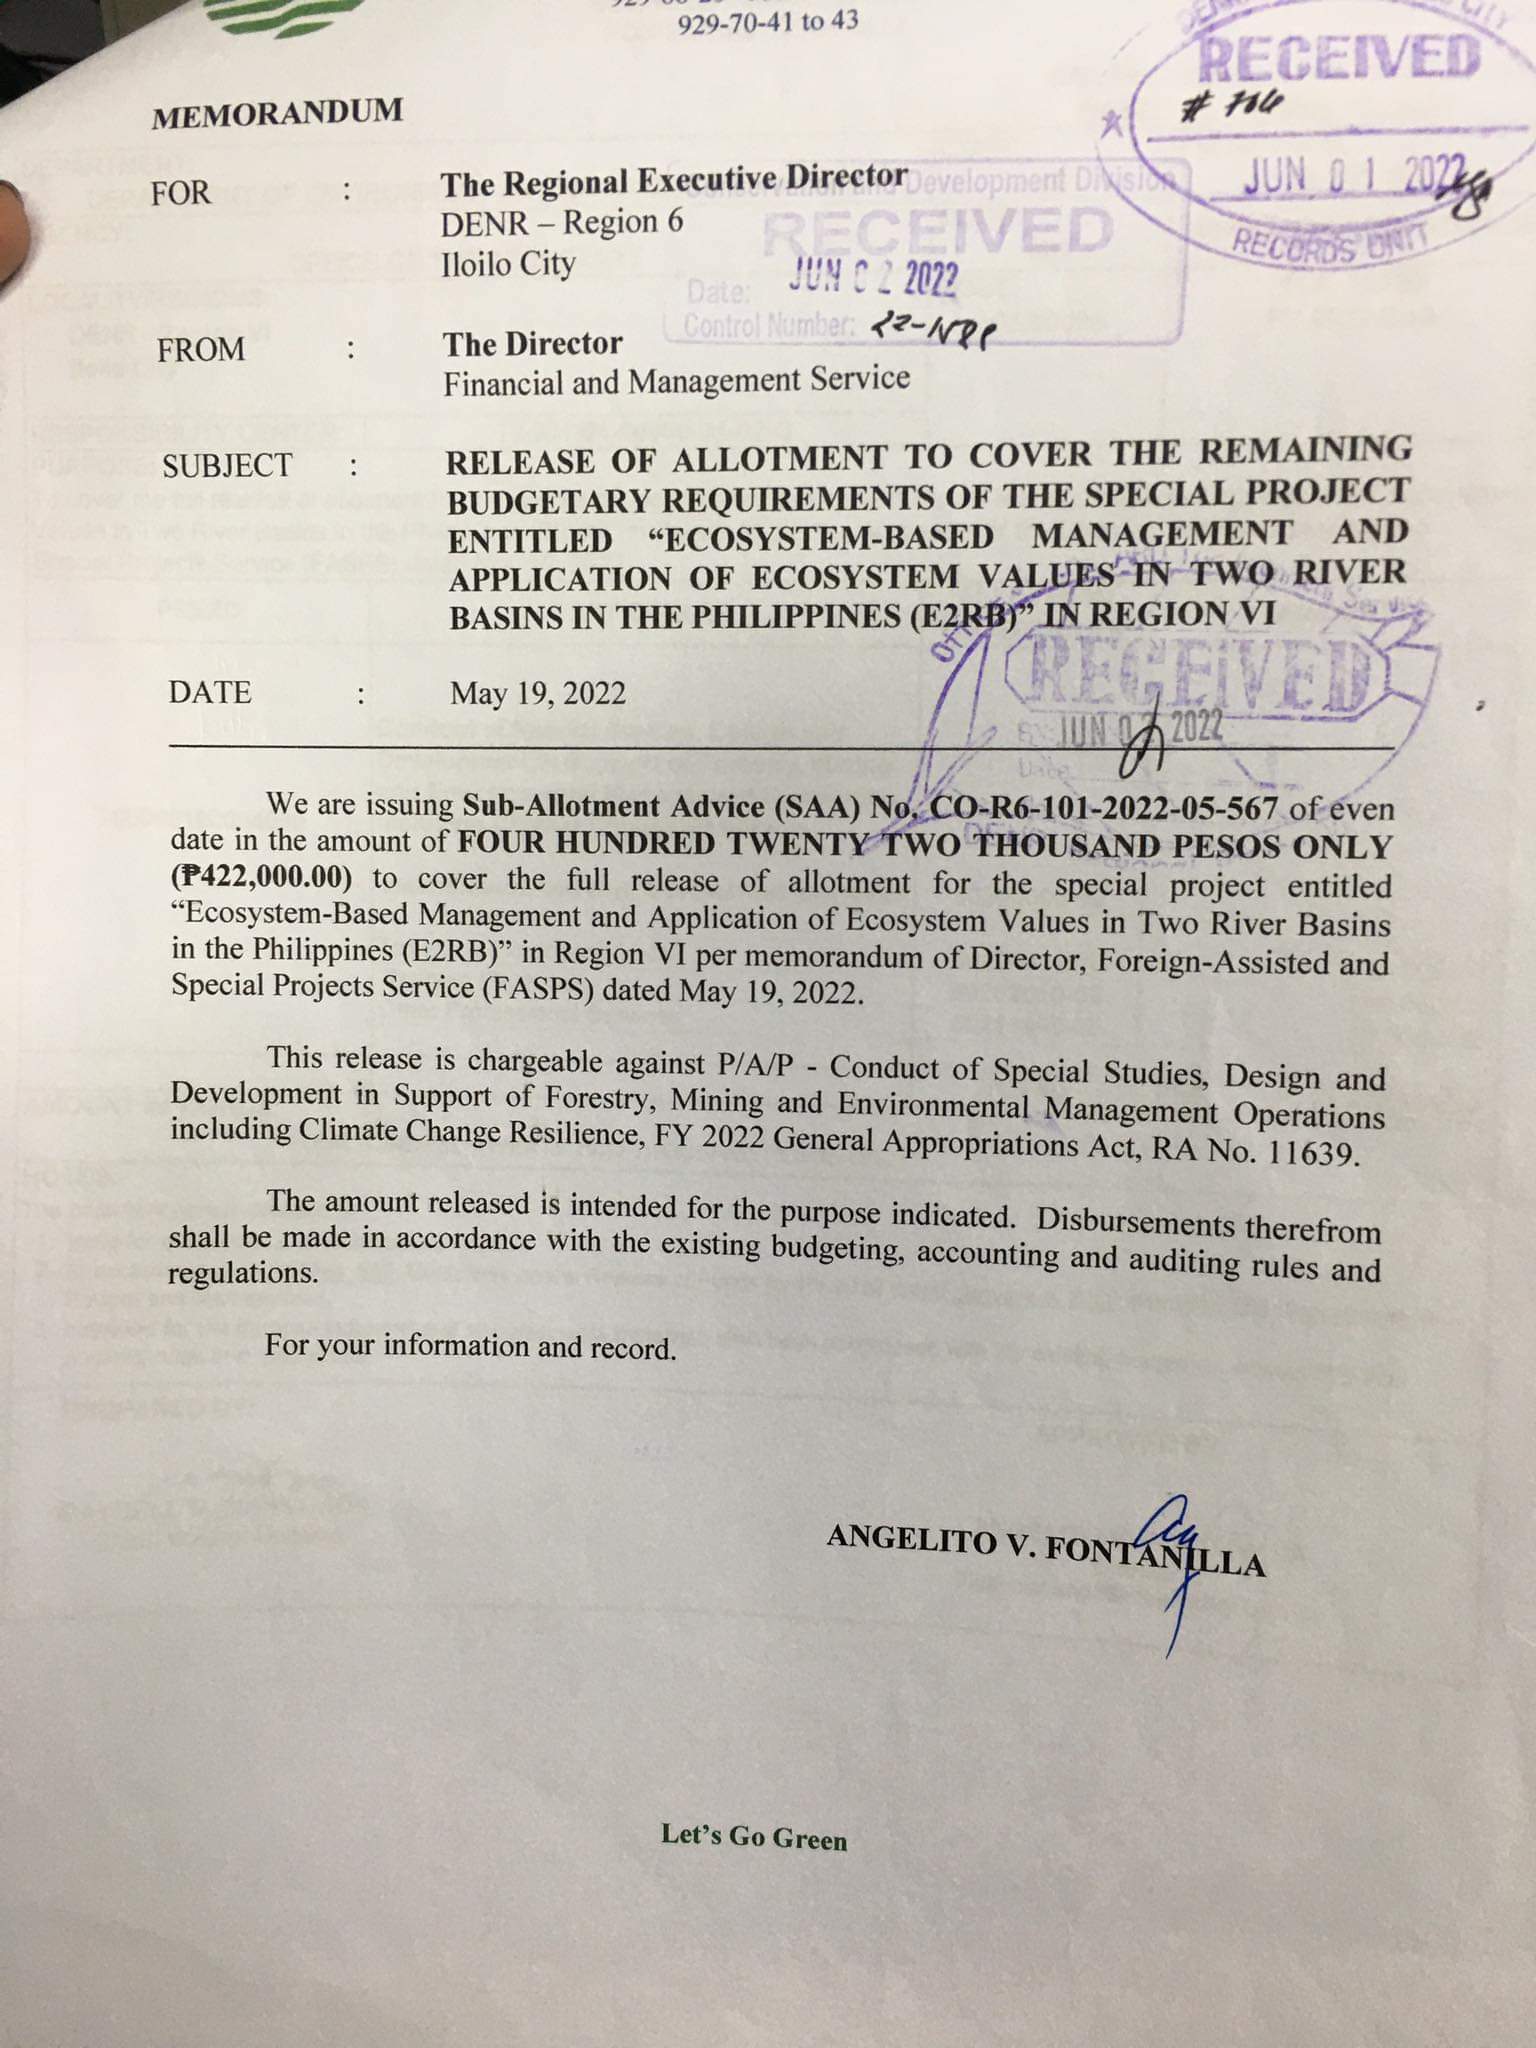 929-70-41 to 43
RECEIVED
# 706
JUN 01 2022
RECORDS UNIT
MEMORANDUM
FOR : The Regional Executive Director
DENR – Region 6
Iloilo City
Conservation and Development Division
RECEIVED
Date: JUN 02 2022
Control Number:
FROM : The Director
Financial and Management Service
SUBJECT : RELEASE OF ALLOTMENT TO COVER THE REMAINING
BUDGETARY REQUIREMENTS OF THE SPECIAL PROJECT
ENTITLED “ECOSYSTEM-BASED MANAGEMENT AND
APPLICATION OF ECOSYSTEM VALUES IN TWO RIVER
BASINS IN THE PHILIPPINES (E2RB)” IN REGION VI
RECEIVED
JUN 2022
DATE : May 19, 2022
We are issuing Sub-Allotment Advice (SAA) No. CO-R6-101-2022-05-567 of even
date in the amount of FOUR HUNDRED TWENTY TWO THOUSAND PESOS ONLY
(₱422,000.00) to cover the full release of allotment for the special project entitled
“Ecosystem-Based Management and Application of Ecosystem Values in Two River Basins
in the Philippines (E2RB)” in Region VI per memorandum of Director, Foreign-Assisted and
Special Projects Service (FASPS) dated May 19, 2022.
This release is chargeable against P/A/P - Conduct of Special Studies, Design and
Development in Support of Forestry, Mining and Environmental Management Operations
including Climate Change Resilience, FY 2022 General Appropriations Act, RA No. 11639.
The amount released is intended for the purpose indicated. Disbursements therefrom
shall be made in accordance with the existing budgeting, accounting and auditing rules and
regulations.
For your information and record.
ANGELITO V. FONTANILLA
Let’s Go Green